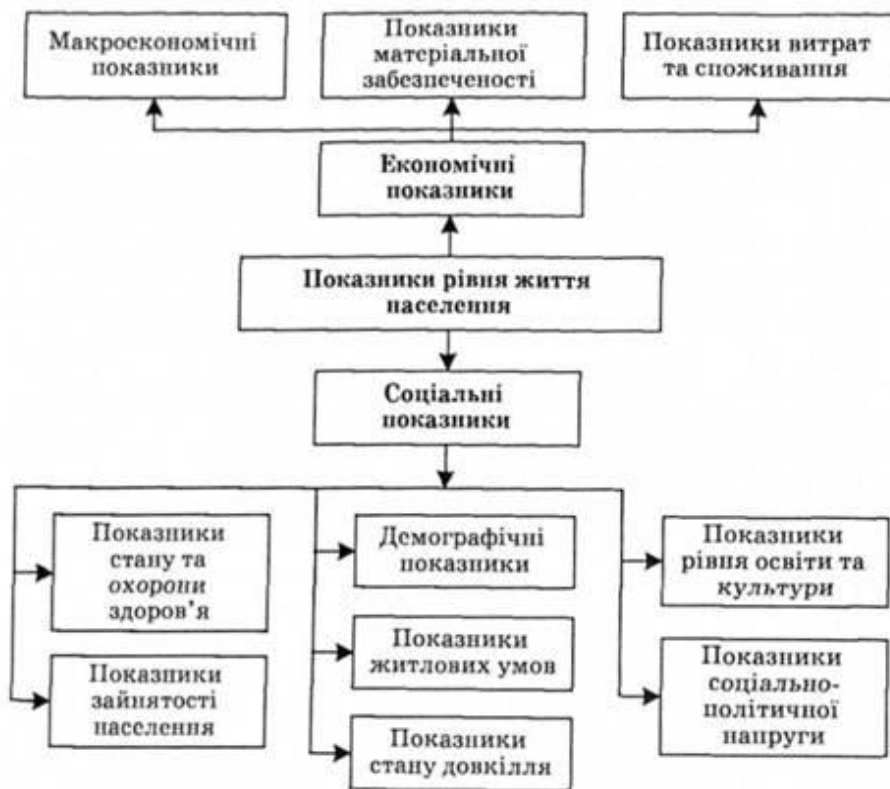 Макроекономічні
показники
Показники
матеріальної
забезпеченості
Показники витрат
та споживання
Економічні
показники
Показники рівня життя
населення
Соціальні
показники
Показники
стану та
охорони
здоров'я
Показники
зайнятості
населення
Демографічні
показники
Показники
житлових умов
Показники
стану довкілля
Показники
рівня освіти та
культури
Показники
соціально-
політичної
напруги